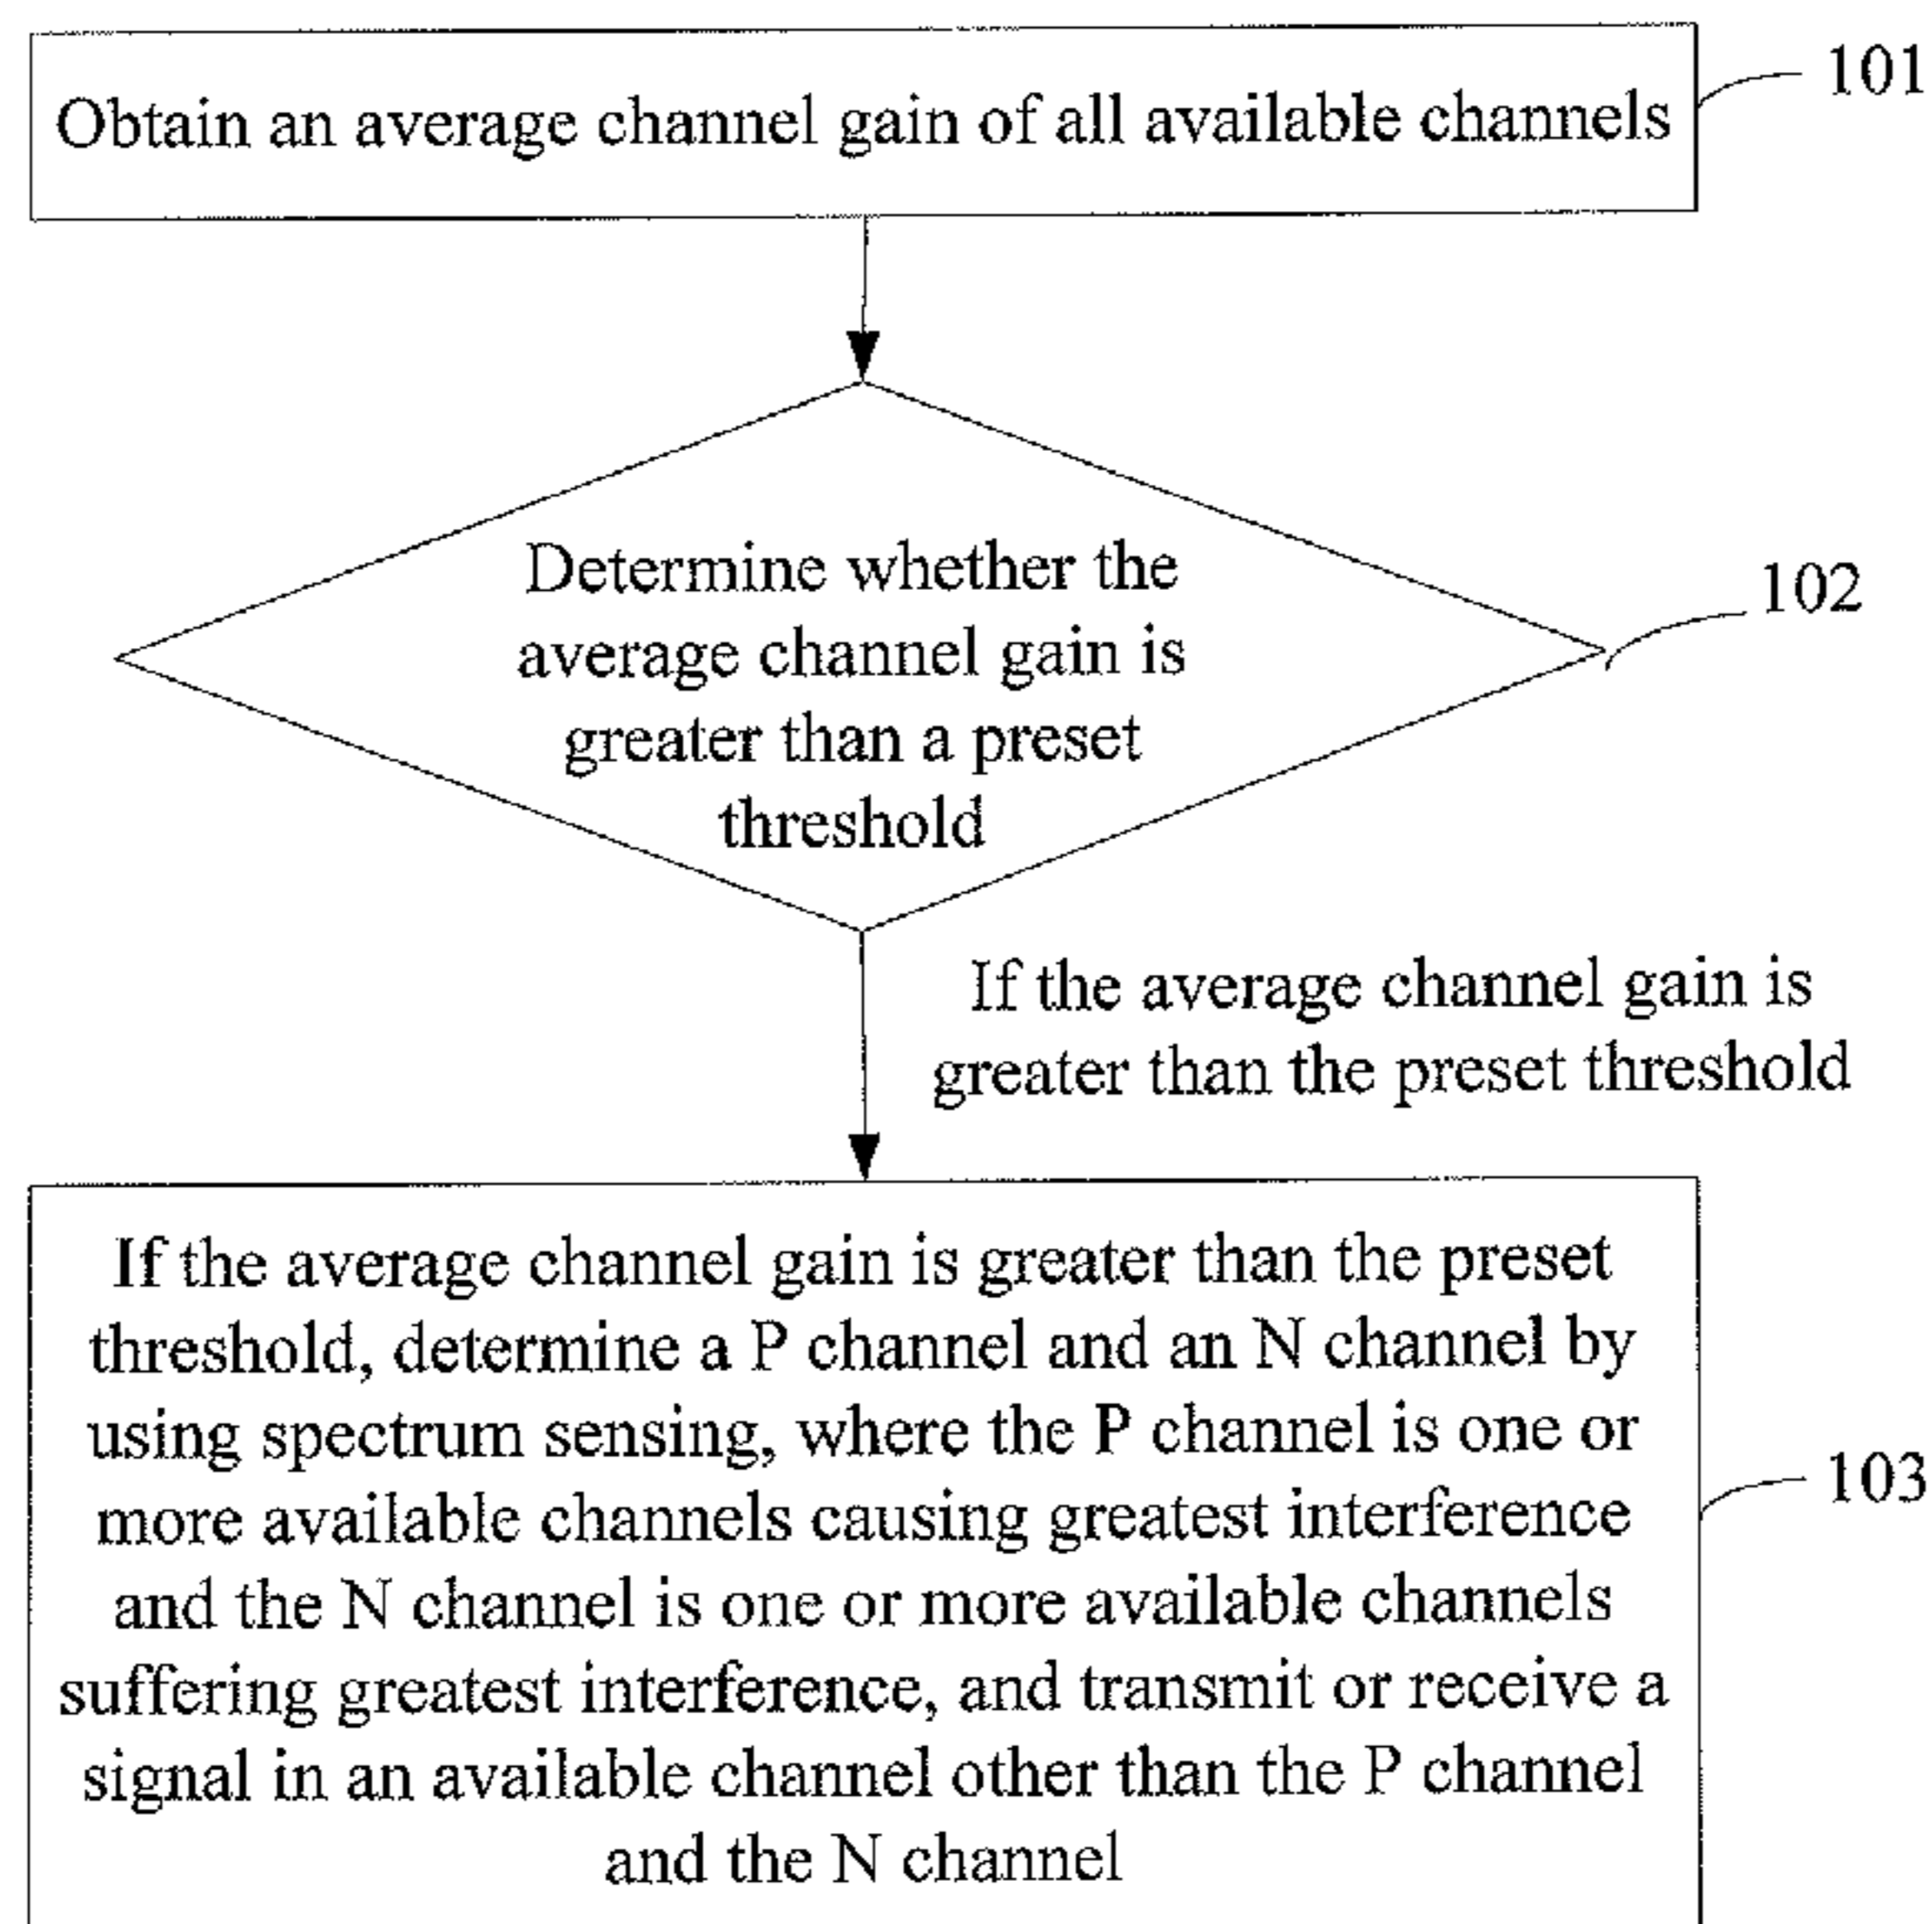 Obtain an average channel gain of all available channels
101
Determine whether the
average channel gain is
greater than a preset
threshold
102
If the average channel gain is
greater than the preset threshold
If the average channel gain is greater than the preset
threshold, determine a P channel and an N channel by
using spectrum sensing, where the P channel is one or
more available channels causing greatest interference
and the N channel is one or more available channels
suffering greatest interference, and transmit or receive a
signal in an available channel other than the P channel
and the N channel
103